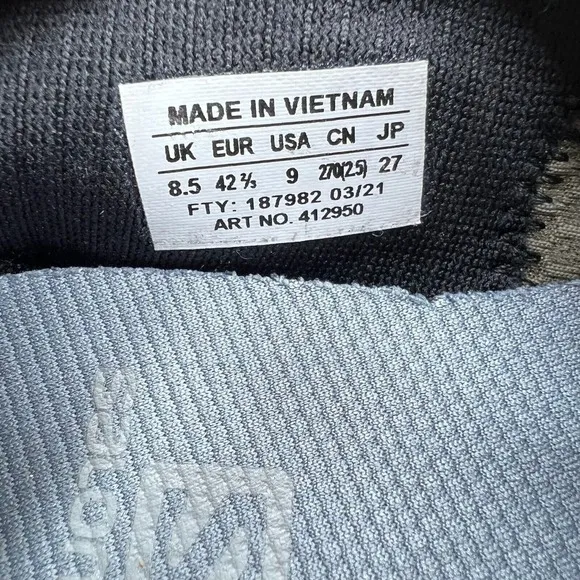 MADE IN VIETNAM
UK EUR USA CN JP
8.5 42⅔ 9 270(2.5) 27
FTY: 187982 03/21
ART NO. 412950